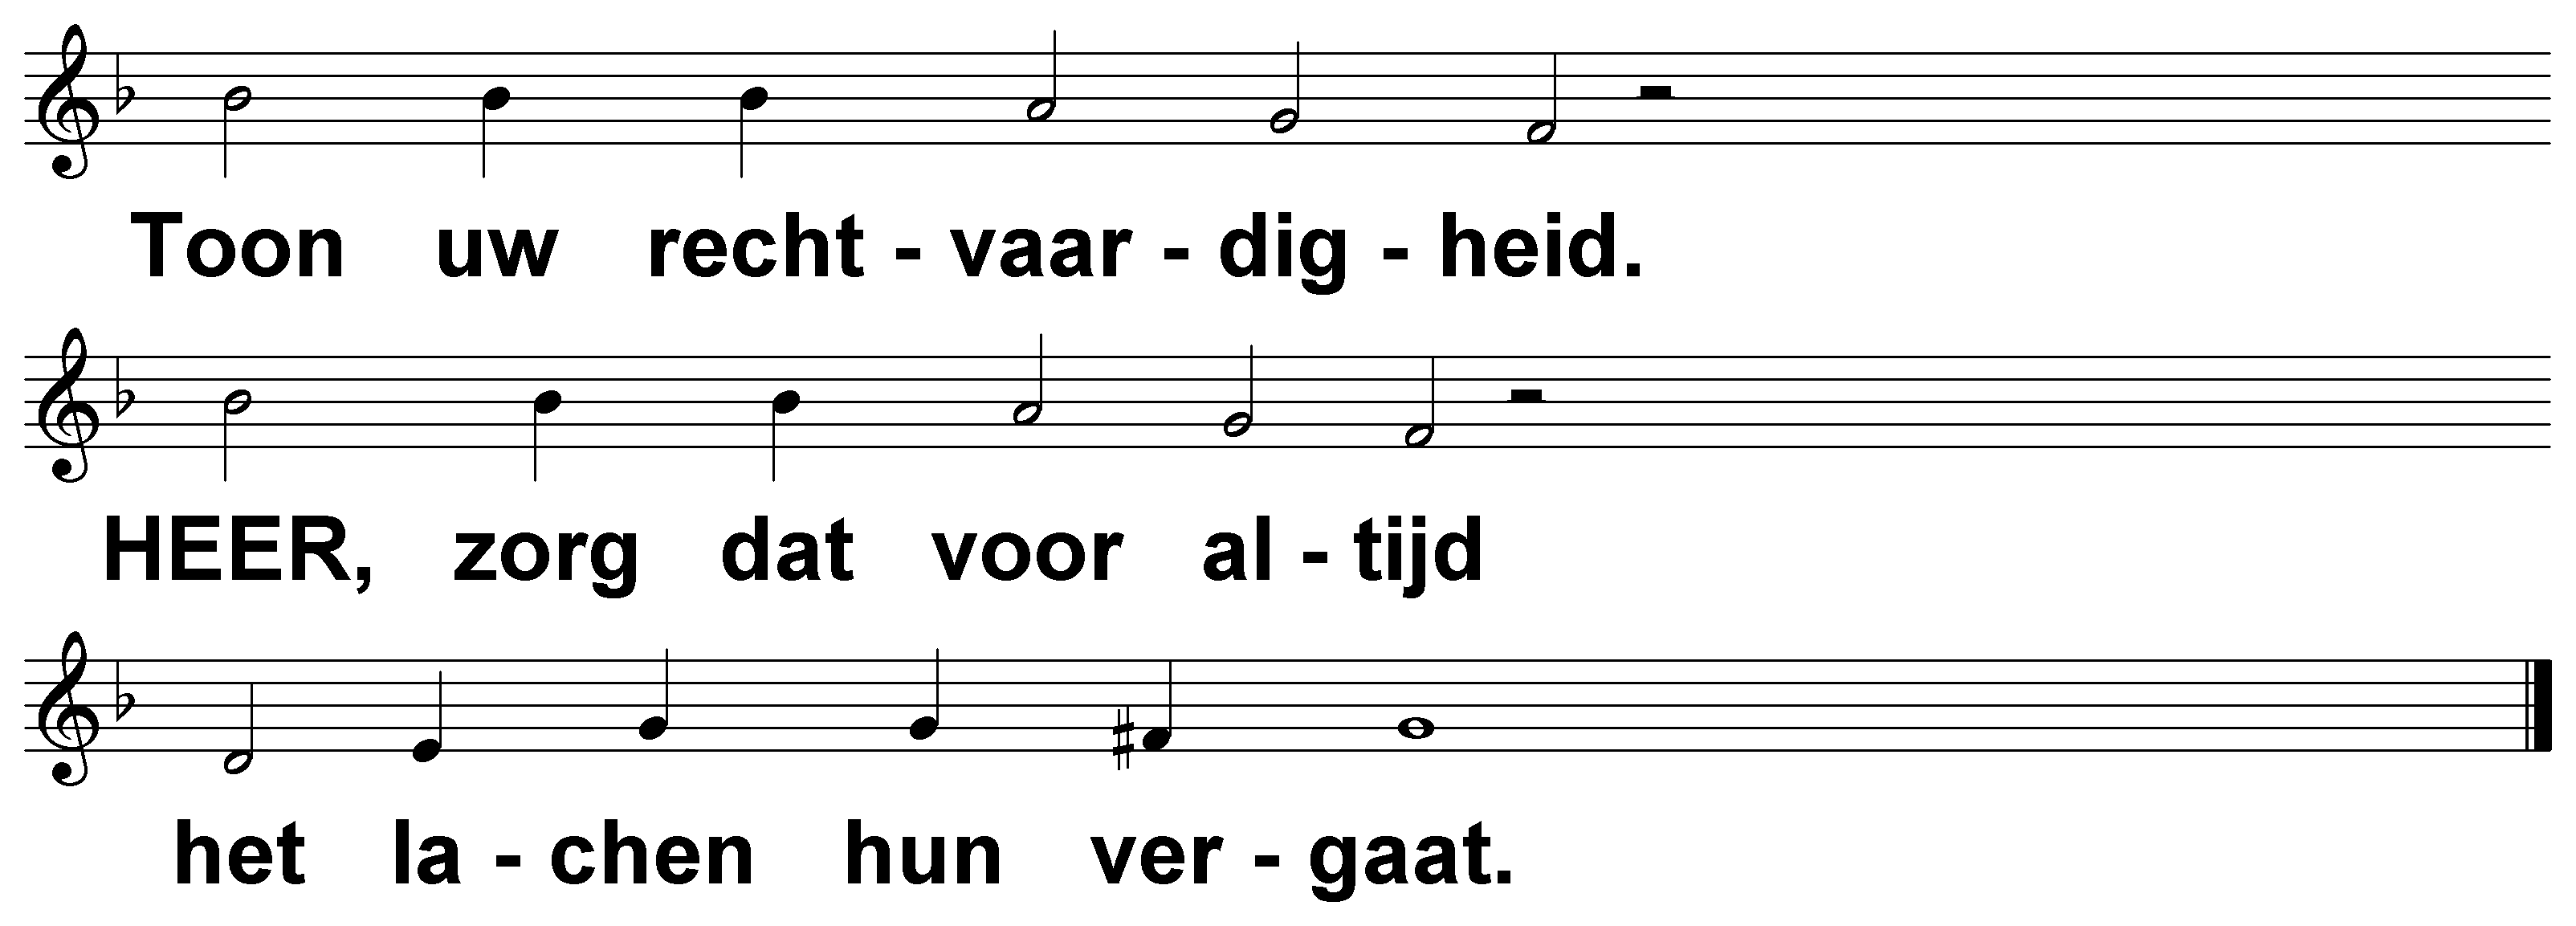 Toon uw recht - vaar - dig - heid.
HEER, zorg dat voor al - tijd
het la - chen hun ver - gaat.